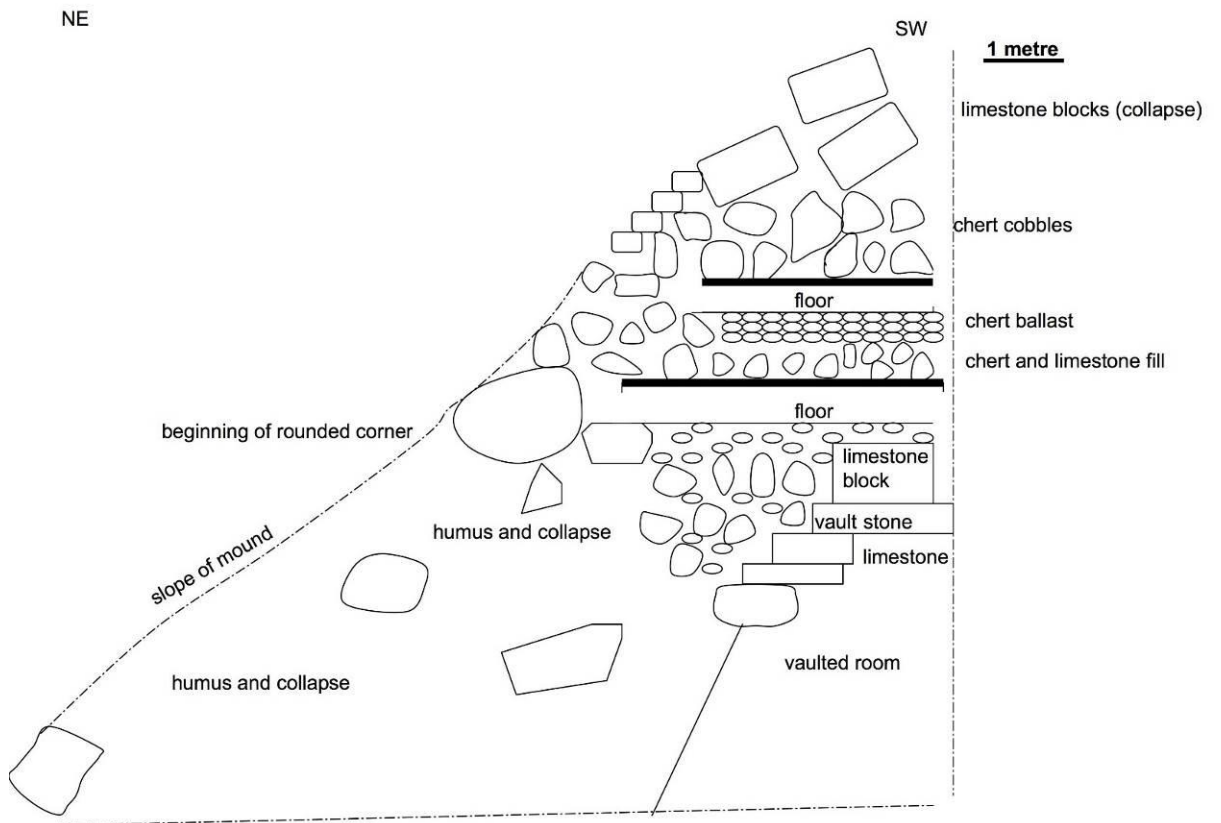 NE
SW
1 metre
limestone blocks (collapse)
chert cobbles
floor
chert ballast
chert and limestone fill
floor
beginning of rounded corner
limestone
block
vault stone
humus and collapse
limestone
slope of mound
vaulted room
humus and collapse